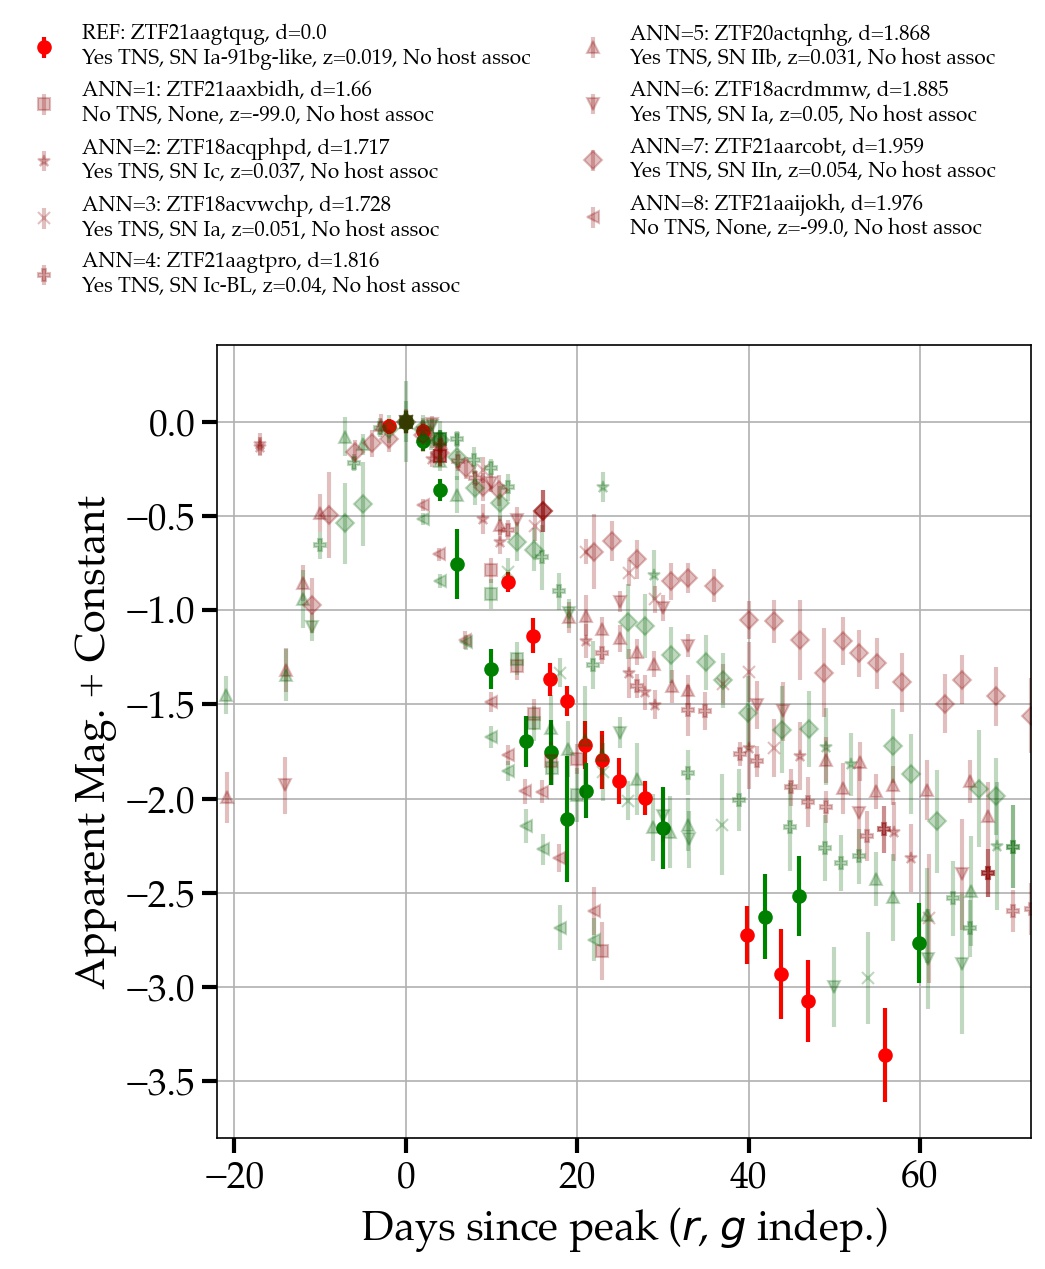 REF: ZTF21aagtqug, d=0.0
Yes TNS, SN Ia-91bg-like, z=0.019, No host assoc
ANN=1: ZTF21aaxbidh, d=1.66
No TNS, None, z=-99.0, No host assoc
ANN=2: ZTF18acqphpd, d=1.717
Yes TNS, SN Ic, z=0.037, No host assoc
ANN=3: ZTF18acvwchp, d=1.728
Yes TNS, SN Ia, z=0.051, No host assoc
ANN=4: ZTF21aagtpro, d=1.816
Yes TNS, SN Ic-BL, z=0.04, No host assoc
ANN=5: ZTF20actqnhg, d=1.868
Yes TNS, SN IIb, z=0.031, No host assoc
ANN=6: ZTF18acrdmmw, d=1.885
Yes TNS, SN Ia, z=0.05, No host assoc
ANN=7: ZTF21aarcobt, d=1.959
Yes TNS, SN IIn, z=0.054, No host assoc
ANN=8: ZTF21aaijokh, d=1.976
No TNS, None, z=-99.0, No host assoc
Apparent Mag. + Constant
0.0
−0.5
−1.0
−1.5
−2.0
−2.5
−3.0
−3.5
−20
0
20
40
60
Days since peak (r, g indep.)